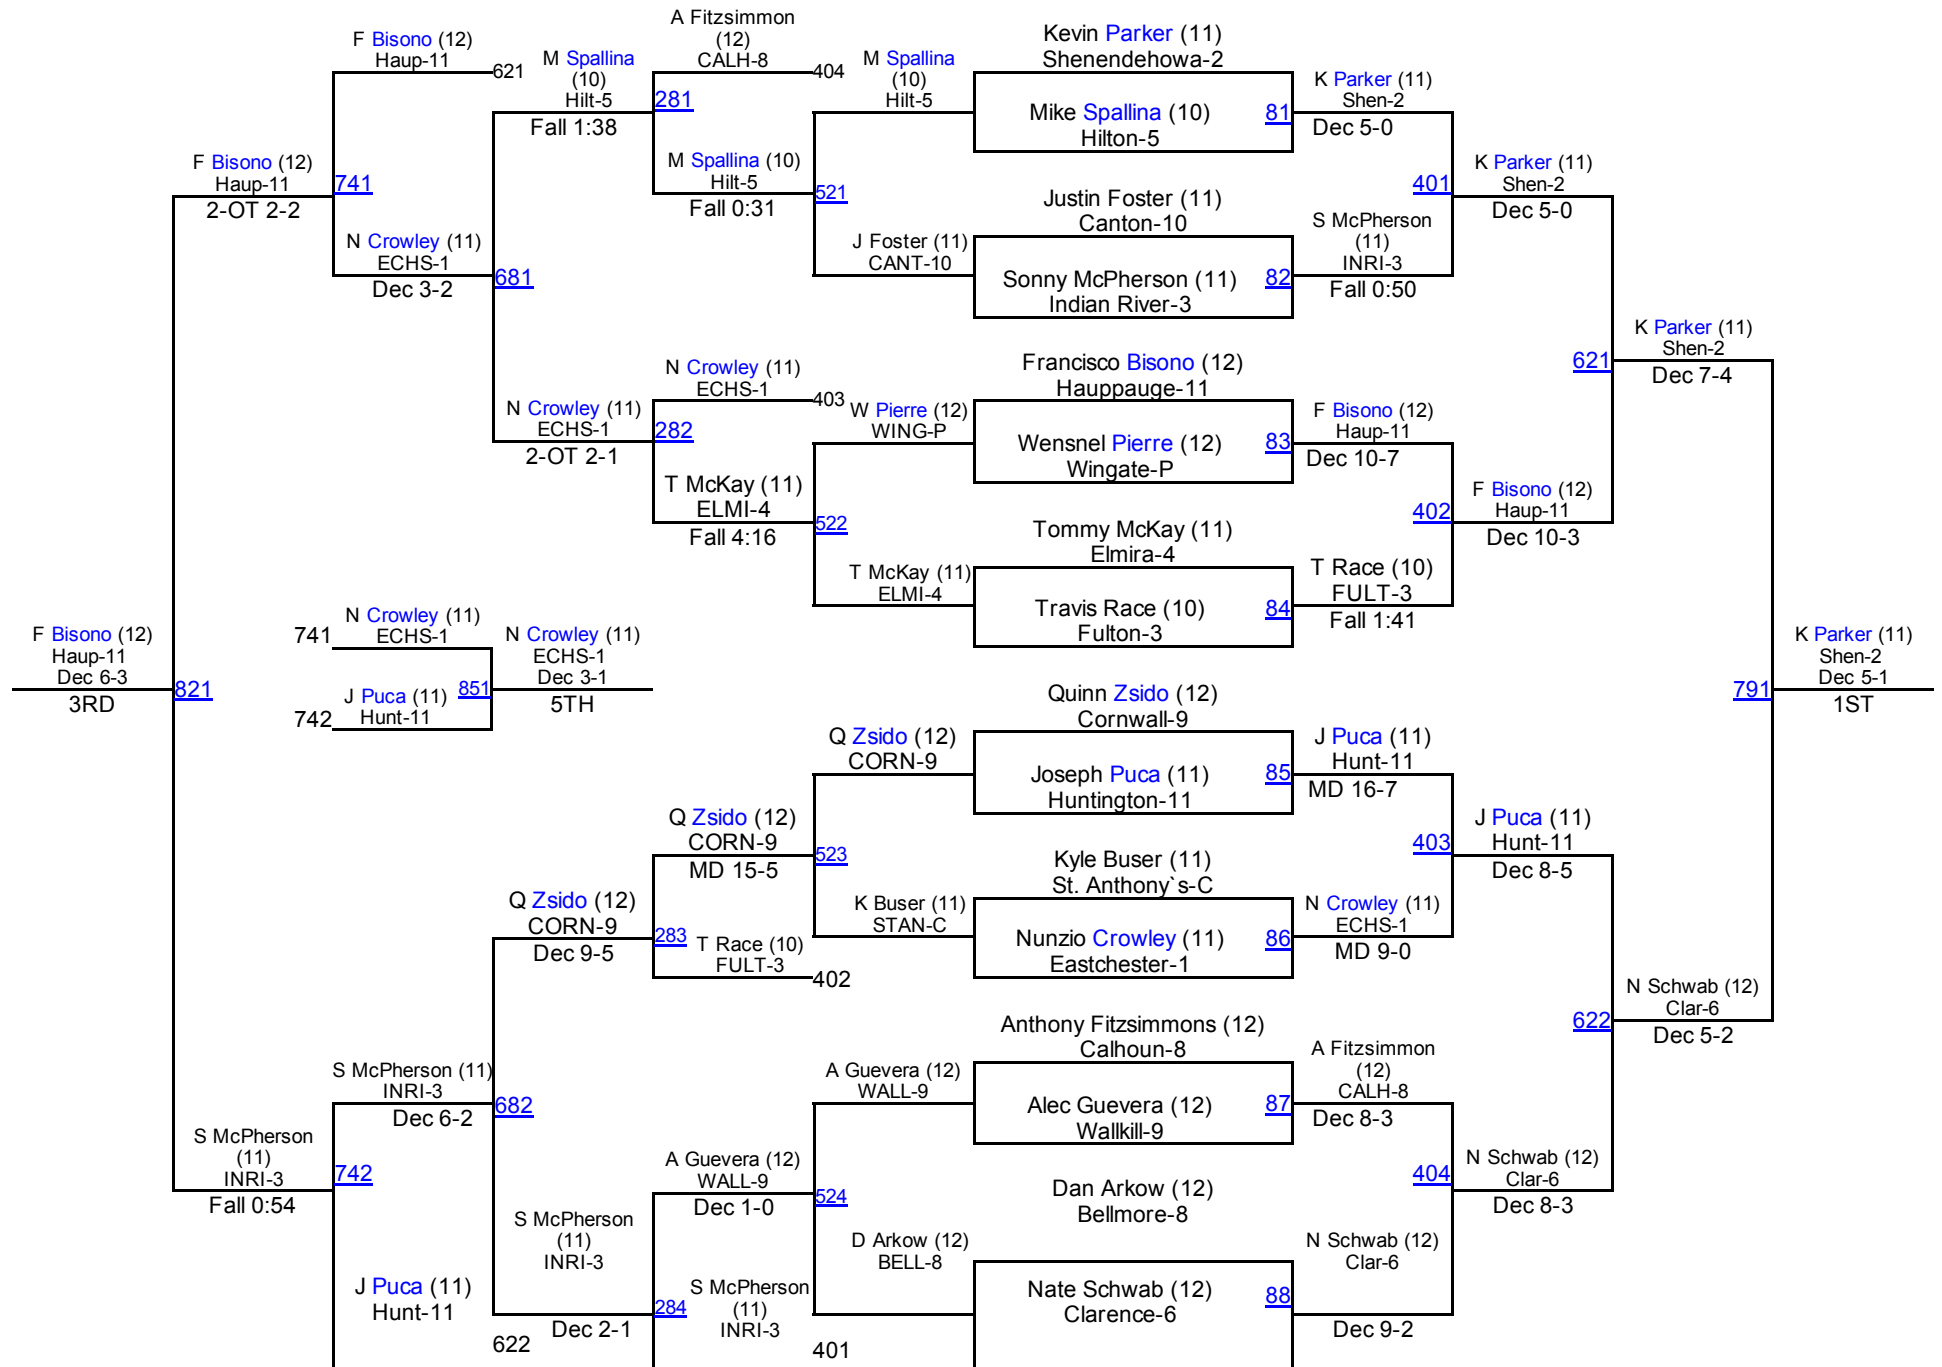 F Bisono (12)
Haup-11
621
F Bisono (12)
Haup-11
2-OT 2-2
741
N Crowley (11)
ECHS-1
Dec 3-2
681
M Spallina
(10)
Hilt-5
Fall 1:38
281
A Fitzsimmon
(12)
CALH-8
404
M Spallina (10)
Hilt-5
Fall 0:31
521
M Spallina
(10)
Hilt-5
J Foster (11)
CANT-10
Kevin Parker (11)
Shenendehowa-2
Mike Spallina (10)
Hilton-5
81
Justin Foster (11)
Canton-10
Sonny McPherson (11)
Indian River-3
82
K Parker (11)
Shen-2
Dec 5-0
401
S McPherson
(11)
INRI-3
Fall 0:50
K Parker (11)
Shen-2
Dec 5-0
621
K Parker (11)
Shen-2
Dec 7-4
N Crowley (11)
ECHS-1
2-OT 2-1
282
N Crowley (11)
ECHS-1
403
T McKay (11)
ELMI-4
Fall 4:16
522
W Pierre (12)
WING-P
T McKay (11)
ELMI-4
Francisco Bisono (12)
Hauppauge-11
Wensnel Pierre (12)
Wingate-P
83
Tommy McKay (11)
Elmira-4
Travis Race (10)
Fulton-3
84
F Bisono (12)
Haup-11
Dec 10-7
402
T Race (10)
FULT-3
Fall 1:41
F Bisono (12)
Haup-11
Dec 10-3
F Bisono (12)
Haup-11
Dec 6-3
3RD
821
741
N Crowley (11)
ECHS-1
742
J Puca (11)
Hunt-11
851
N Crowley (11)
ECHS-1
Dec 3-1
5TH
791
K Parker (11)
Shen-2
Dec 5-1
1ST
Q Zsido (12)
CORN-9
Dec 9-5
283
Q Zsido (12)
CORN-9
MD 15-5
523
T Race (10)
FULT-3
402
Q Zsido (12)
CORN-9
K Buser (11)
STAN-C
Quinn Zsido (12)
Cornwall-9
Joseph Puca (11)
Huntington-11
85
Kyle Buser (11)
St. Anthony`s-C
Nunzio Crowley (11)
Eastchester-1
86
J Puca (11)
Hunt-11
MD 16-7
403
N Crowley (11)
ECHS-1
MD 9-0
J Puca (11)
Hunt-11
Dec 8-5
622
N Schwab (12)
Clar-6
Dec 5-2
S McPherson
(11)
INRI-3
Fall 0:54
742
S McPherson (11)
INRI-3
Dec 6-2
682
J Puca (11)
Hunt-11
622
S McPherson
(11)
INRI-3
Dec 2-1
284
A Guevera (12)
WALL-9
Dec 1-0
524
S McPherson
(11)
INRI-3
401
A Guevera (12)
WALL-9
D Arkow (12)
BELL-8
Anthony Fitzsimmons (12)
Calhoun-8
Alec Guevera (12)
Wallkill-9
87
Dan Arkow (12)
Bellmore-8
Nate Schwab (12)
Clarence-6
88
A Fitzsimmon
(12)
CALH-8
Dec 8-3
404
N Schwab (12)
Clar-6
Dec 9-2
N Schwab (12)
Clar-6
Dec 8-3